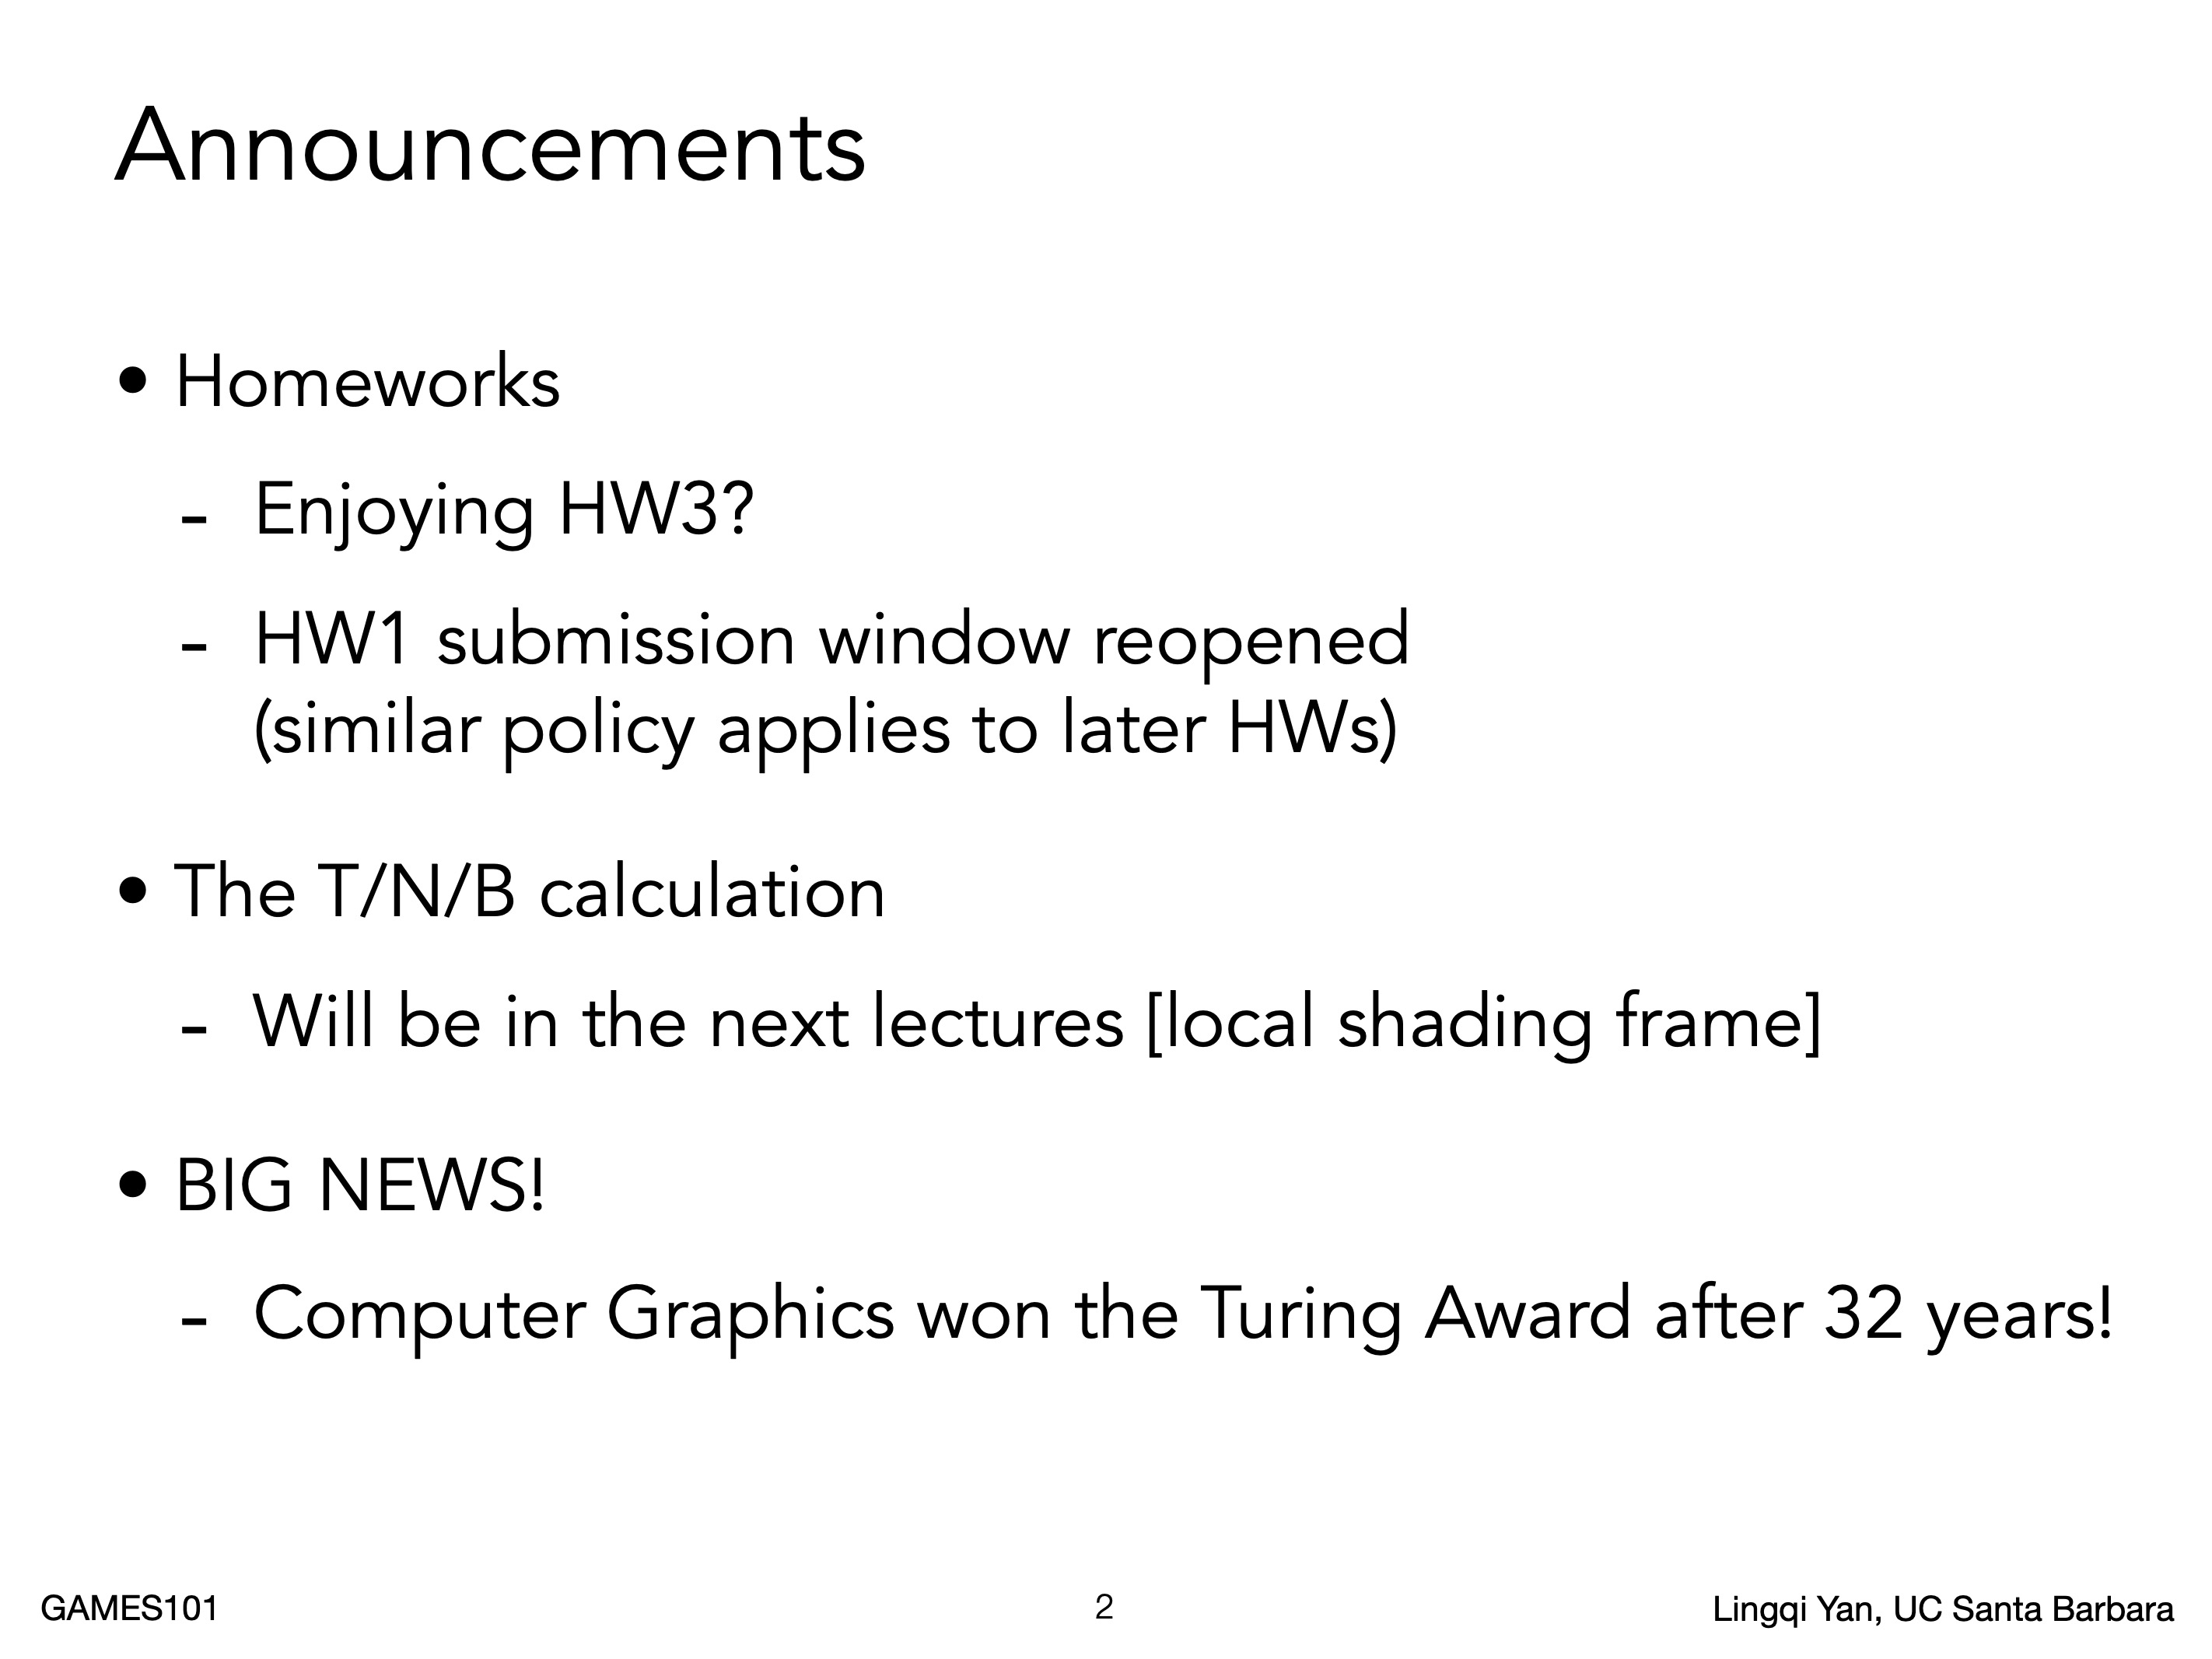 Announcements
• Homeworks
- Enjoying HW3?
- HW1 submission window reopened
(similar policy applies to later HWs)
• The T/N/B calculation
- Will be in the next lectures [local shading frame]
• BIG NEWS!
- Computer Graphics won the Turing Award after 32 years!
GAMES101
2
Lingqi Yan, UC Santa Barbara